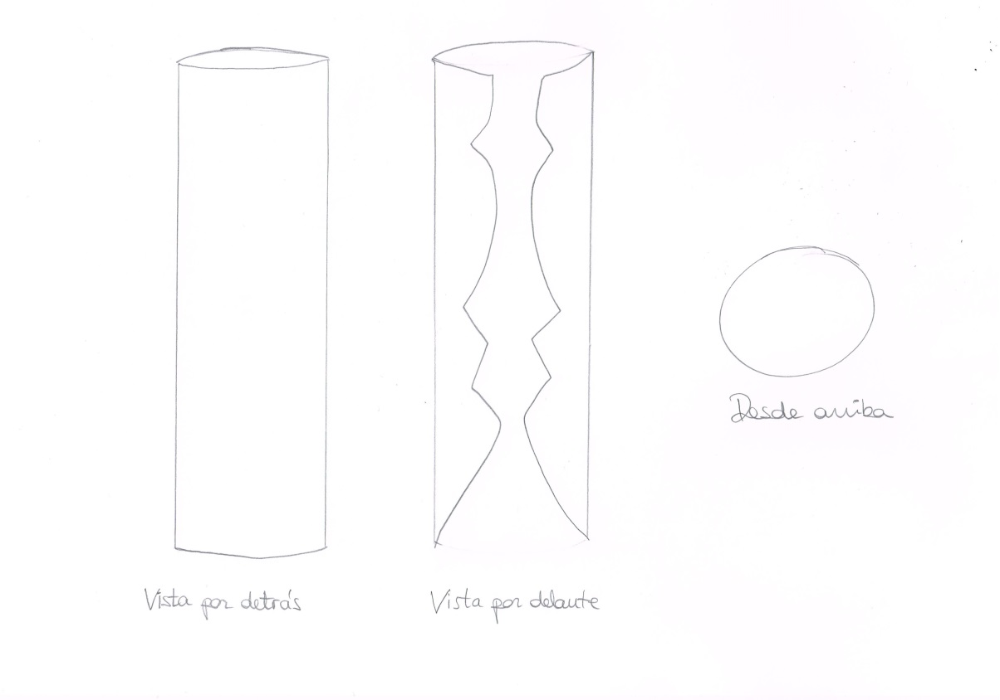 Desde arriba
Vista por detrás
Vista por delante